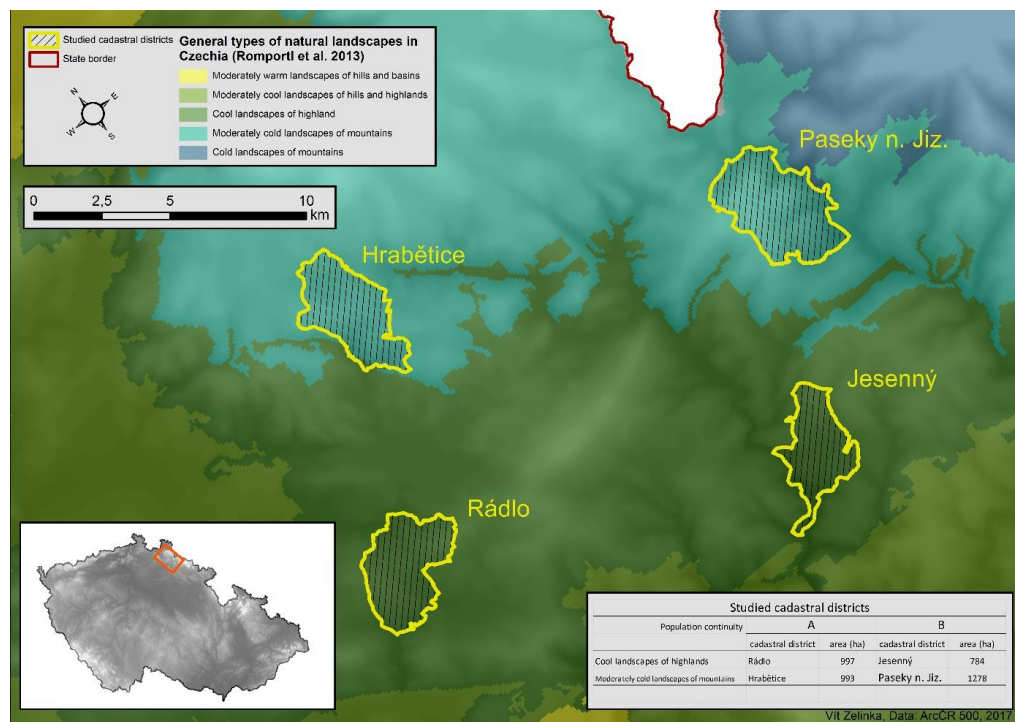 Studied cadastral districts
State border
General types of natural landscapes in
Czechia (Romportl et al. 2013)
Moderately warm landscapes of hills and basins
Moderately cool landscapes of hills and highlands
Cool landscapes of highland
Moderately cold landscapes of mountains
Cold landscapes of mountains
N
E
W
S
0 2,5 5 10
km
Paseky n. Jiz.
Hrabětice
Jesenný
Rádlo
Studied cadastral districts
Population continuity A B
cadastral district area (ha) cadastral district area (ha)
Cool landscapes of highlands Rádlo 997 Jesenný 784
Moderately cold landscapes of mountains Hrabětice 993 Paseky n. Jiz. 1278
Vít Zelinka, Data: ArcČR 500, 2017